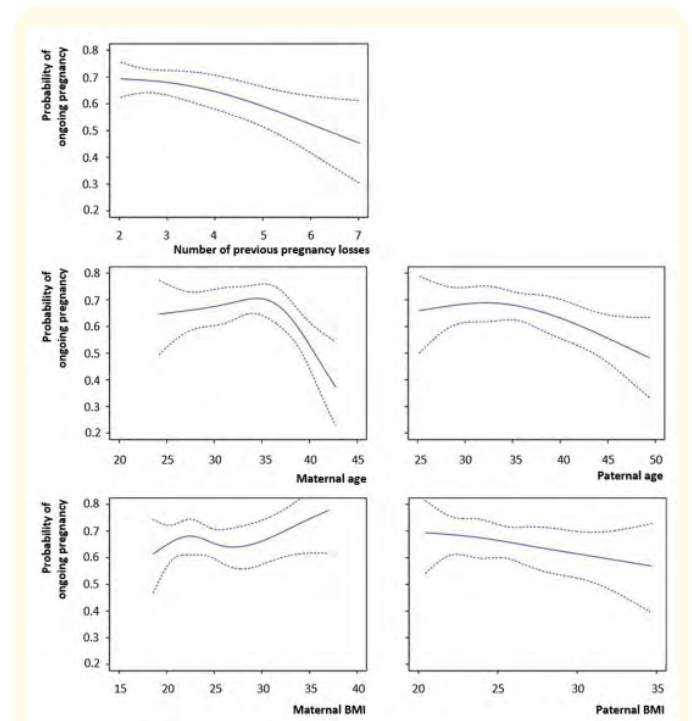 Probability of
ongoing pregnancy
0.8
0.7
0.6
0.5
0.4
0.3
0.2
2 3 4 5 6 7
Number of previous pregnancy losses
Probability of
ongoing pregnancy
0.8
0.7
0.6
0.5
0.4
0.3
0.2
20 25 30 35 40 45
Maternal age
25 30 35 40 45 50
Paternal age
Probability of
ongoing pregnancy
0.8
0.7
0.6
0.5
0.4
0.3
0.2
15 20 25 30 35 40
Maternal BMI
20 25 30 35
Paternal BMI